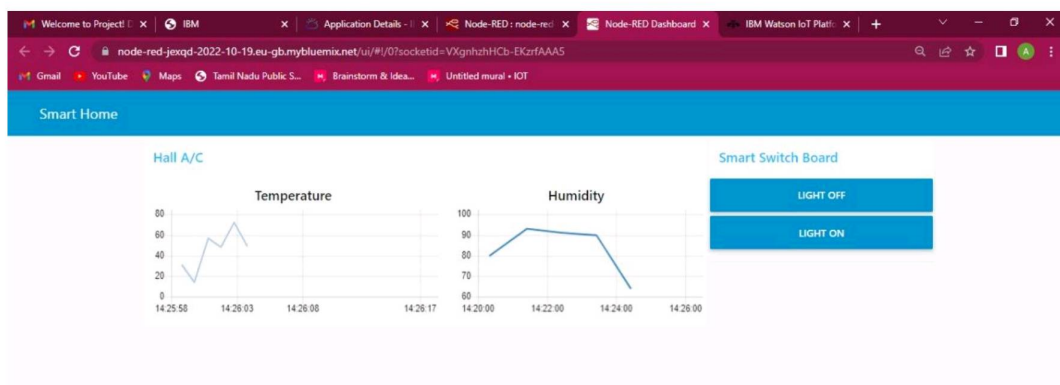 Welcome to Project!
IBM
Application Details -
Node-RED : node-red
Node-RED Dashboard
IBM Watson IoT Platfo
node-red-jexqd-2022-10-19.eu-gb.mybluemix.net/ui/#!/0?socketid=VXgnhzhHCb-EKzrfAAA5
A
Gmail
YouTube
Maps
Tamil Nadu Public S...
Brainstorm & Idea...
Untitled mural • IOT
Smart Home
Hall A/C
Temperature
80
60
40
20
0
14:25:58
14:26:03
14:26:08
14:26:17
Humidity
100
90
80
70
60
14:20:00
14:22:00
14:24:00
14:26:00
Smart Switch Board
LIGHT OFF
LIGHT ON